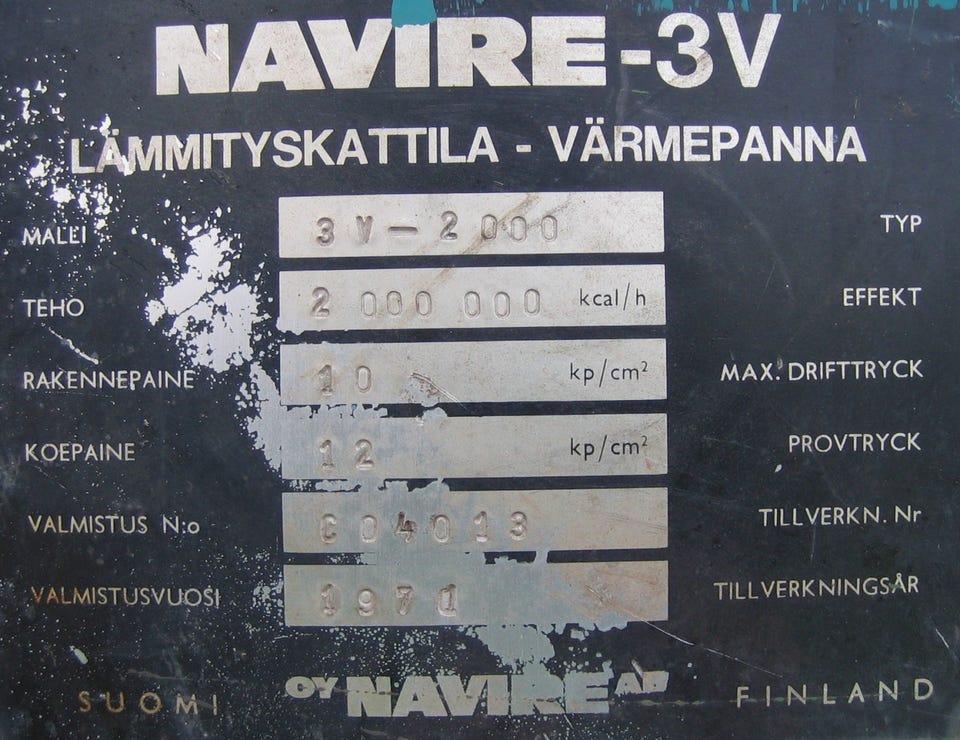 NAVIRE-3V
LÄMMITYSKATTILA - VÄRMEPANNA
MALLI 3V-2000 TYP
TEHO 2 000 000 kcal/h EFFEKT
RAKENNEPAINE 10 kp/cm² MAX. DRIFTTRYCK
KOEPAINE 12 kp/cm² PROVTRYCK
VALMISTUS N:o C04013 TILLVERKN. Nr
VALMISTUSVUOSI 1971 TILLVERKNINGSÅR
SUOMI OY NAVIRE AB FINLAND